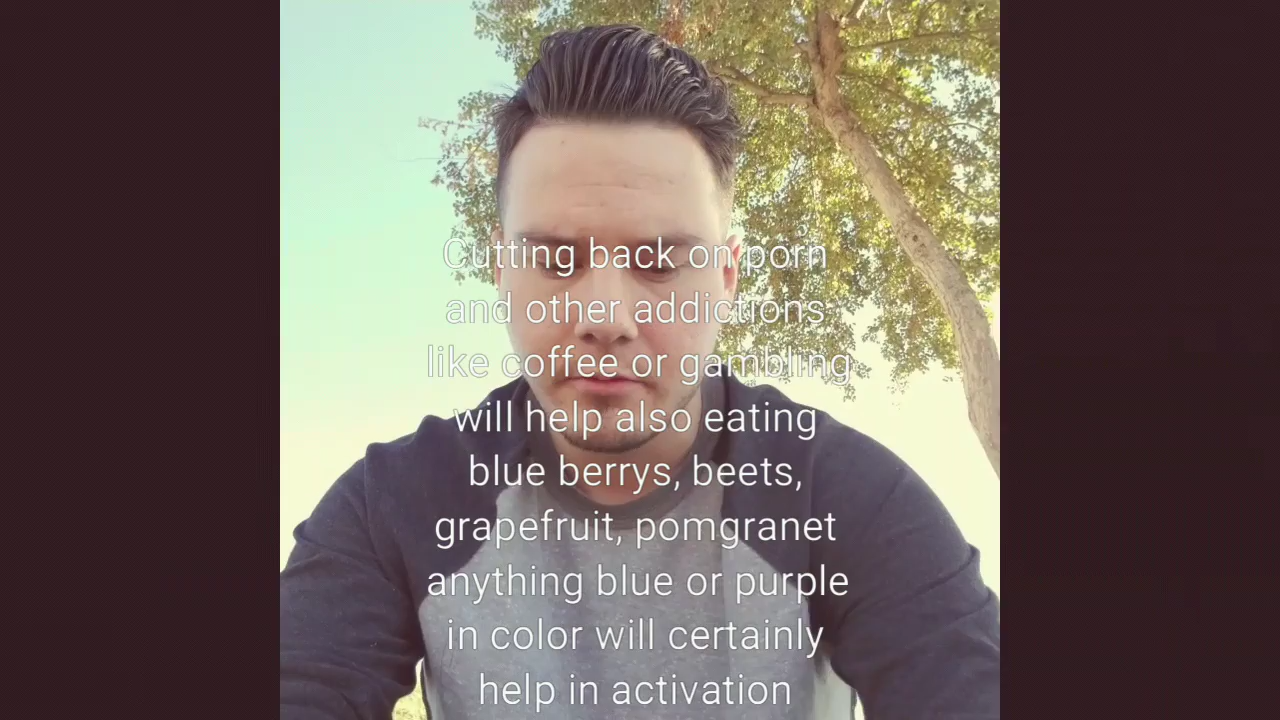 Cutting back on porn
and other addictions
like coffee or gambling
will help also eating
blue berrys, beets,
grapefruit, pomgranet
anything blue or purple
in color will certainly
help in activation